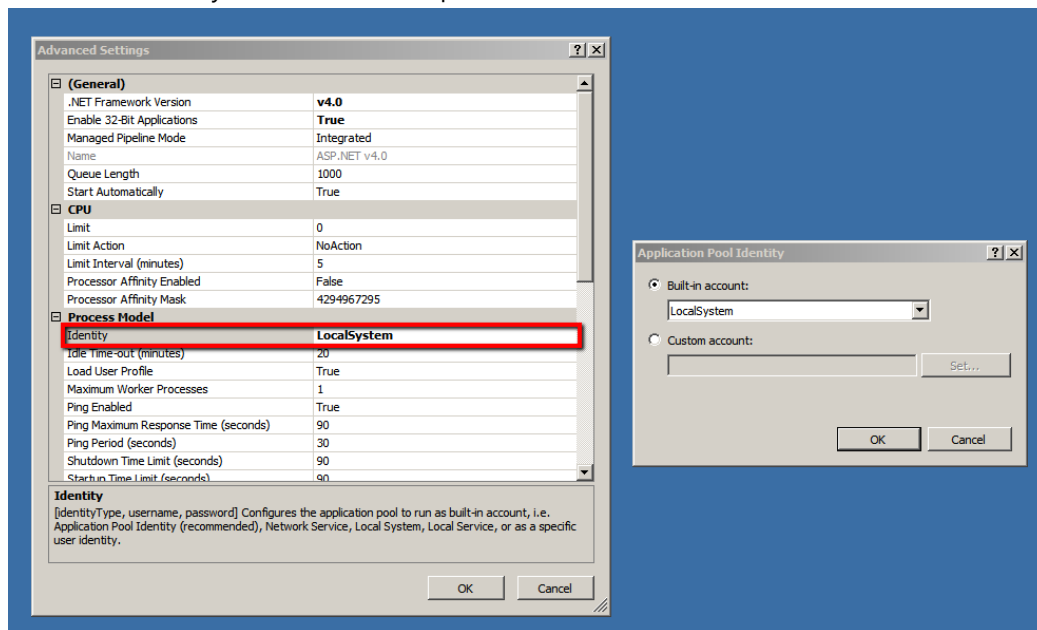 Advanced Settings
(General)
.NET Framework Version v4.0
Enable 32-Bit Applications True
Managed Pipeline Mode Integrated
Name ASP.NET v4.0
Queue Length 1000
Start Automatically True
CPU
Limit 0
Limit Action NoAction
Limit Interval (minutes) 5
Processor Affinity Enabled False
Processor Affinity Mask 4294967295
Process Model
Identity LocalSystem
Idle Time-out (minutes) 20
Load User Profile True
Maximum Worker Processes 1
Ping Enabled True
Ping Maximum Response Time (seconds) 90
Ping Period (seconds) 30
Shutdown Time Limit (seconds) 90
Startup Time Limit (seconds) 90
Identity
[identityType, username, password] Configures the application pool to run as built-in account, i.e.
Application Pool Identity (recommended), Network Service, Local System, Local Service, or as a specific
user identity.
OK Cancel
Application Pool Identity
Built-in account:
LocalSystem
Custom account:
Set...
OK Cancel